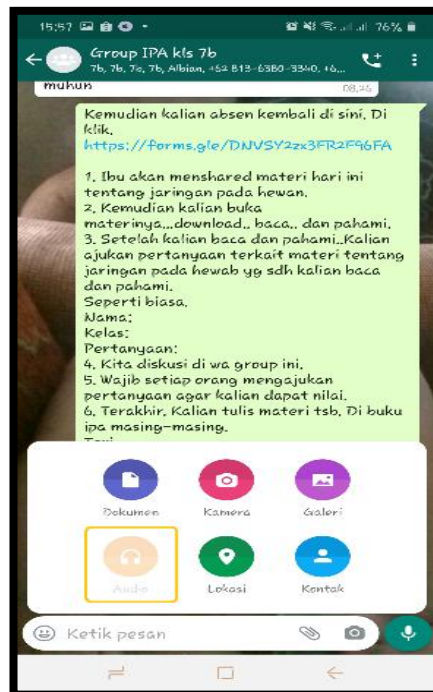 15:57
76%
Group IPA kls 7b
7b, 7b, 7c, 7b, Albian, +62 813-6380-3340, +6...
muhun
08.26
Kemudian kalian absen kembali di sini. Di
klik.
https://forms.gle/DNVSY2zx3FR2F96FA
1. Ibu akan menshared materi hari ini
tentang jaringan pada hewan.
2. Kemudian kalian buka
materinya...download.. baca.. dan pahami.
3. Setelah kalian baca dan pahami..Kalian
ajukan pertanyaan terkait materi tentang
jaringan pada hewab yg sdh kalian baca
dan pahami.
Seperti biasa.
Nama:
Kelas:
Pertanyaan:
4. Kita diskusi di wa group ini.
5. Wajib setiap orang mengajukan
pertanyaan agar kalian dapat nilai.
6. Terakhir. Kalian tulis materi tsb. Di buku
ipa masing-masing.
Dokumen
Kamera
Galeri
Audio
Lokasi
Kontak
Ketik pesan